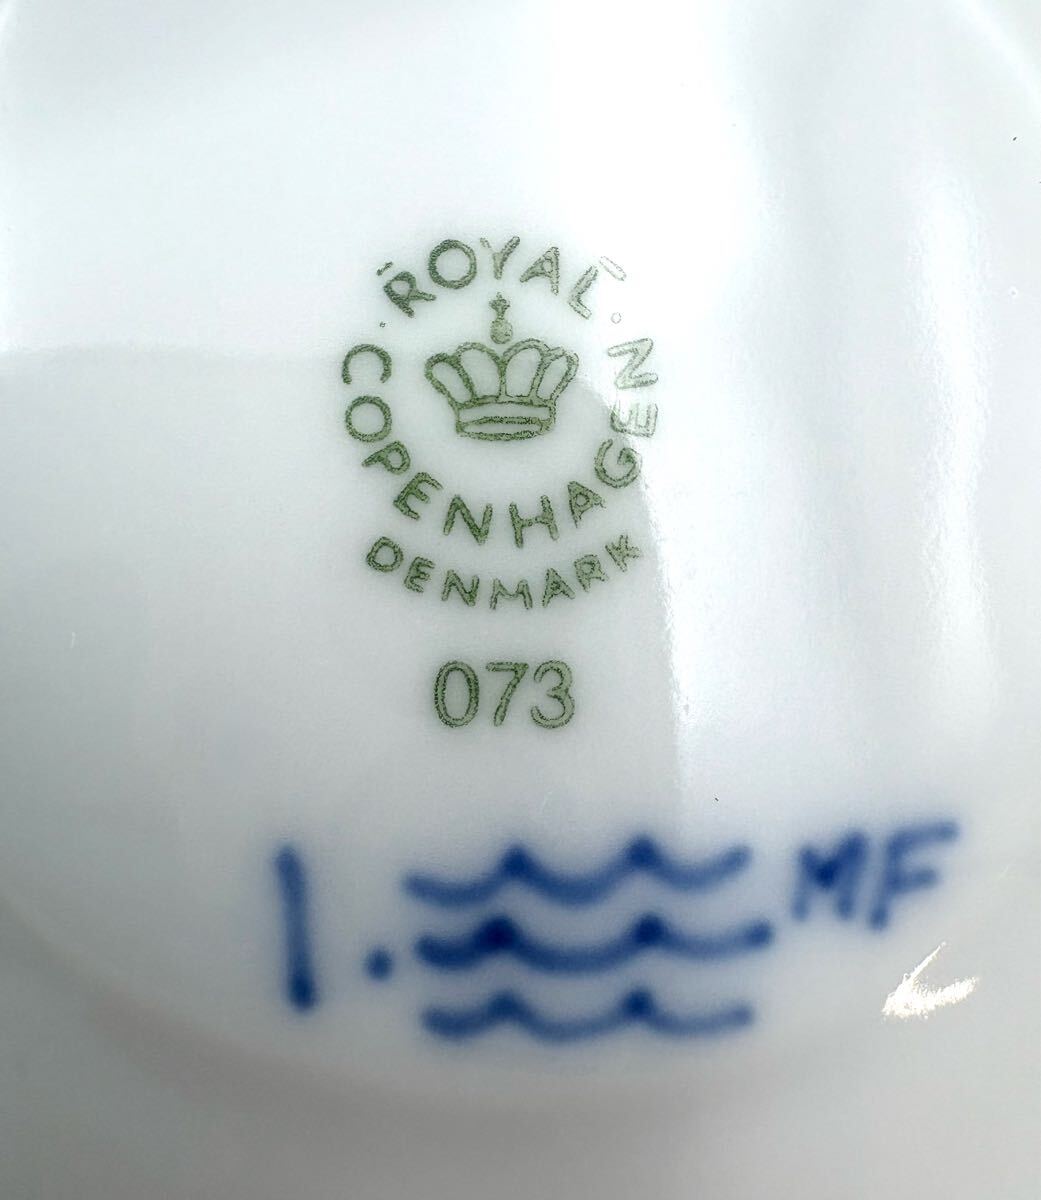 ROYAL
COPENHAGEN
DENMARK
073
1. MF